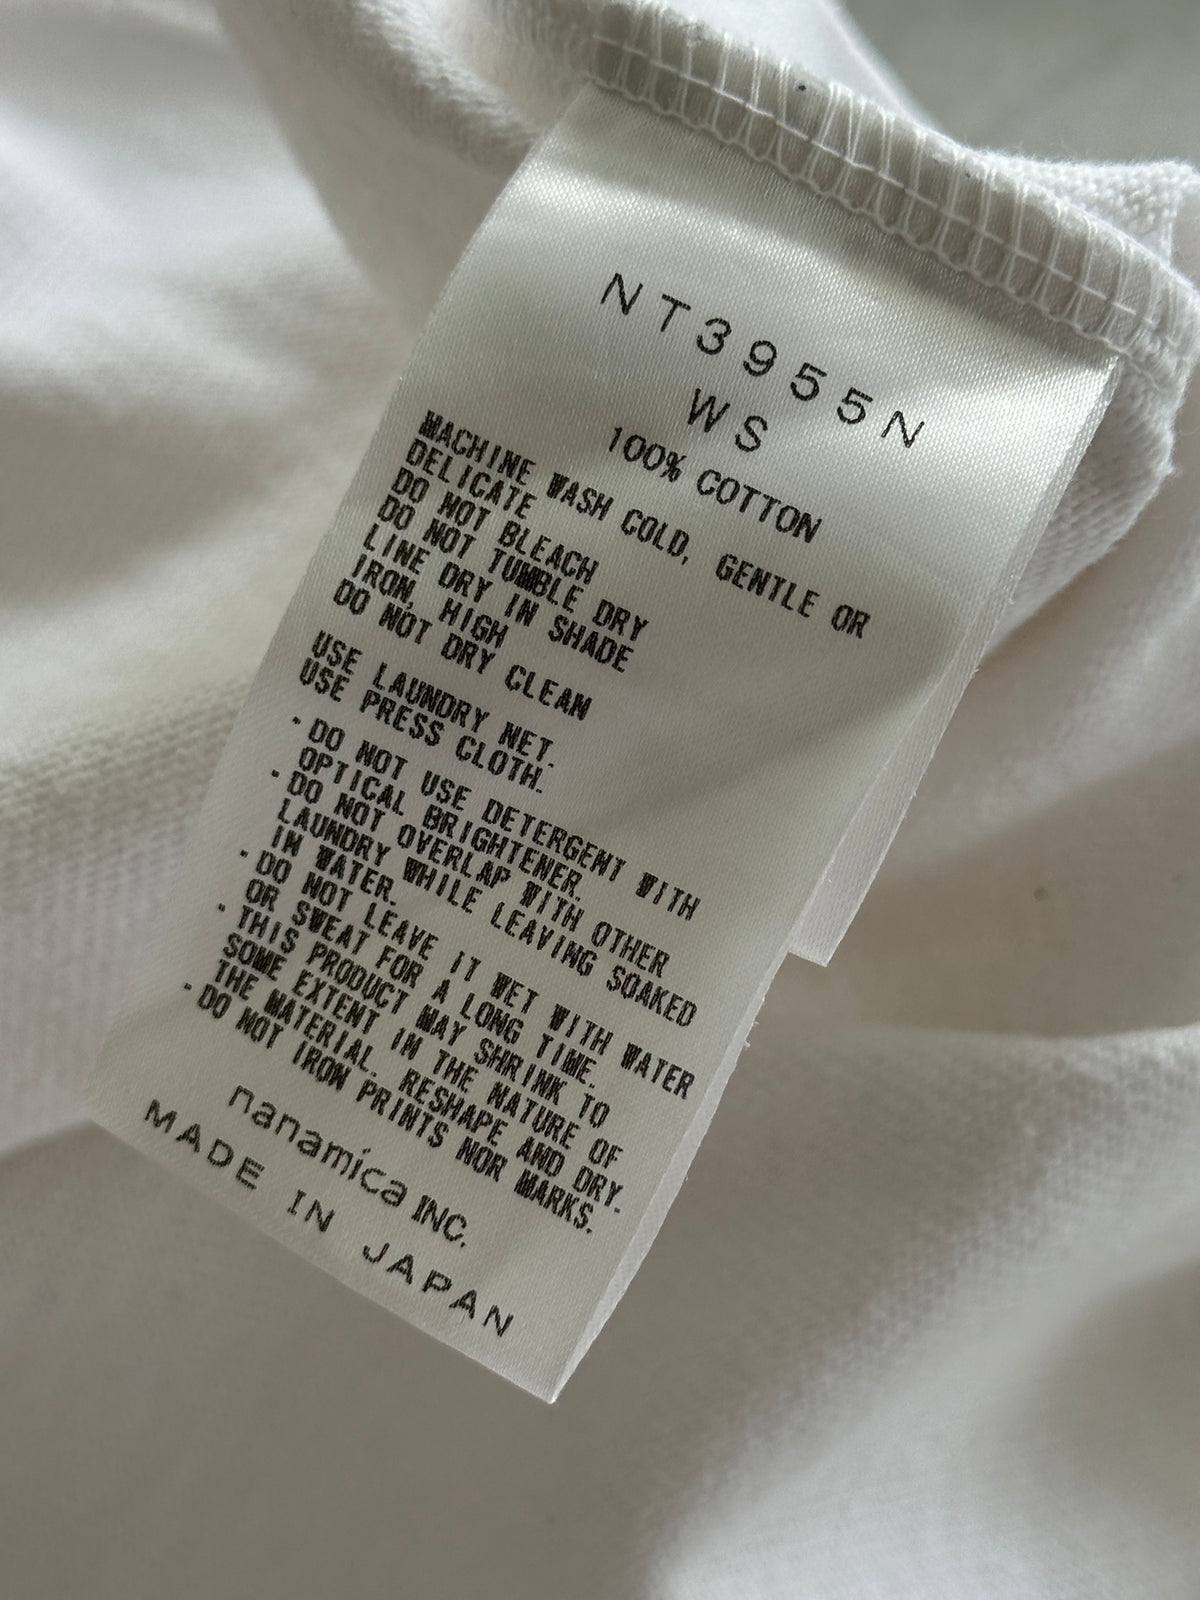 NT3955N
WS
100% COTTON
MACHINE WASH COLD, GENTLE OR
DELICATE
DO NOT BLEACH
DO NOT TUMBLE DRY
LINE DRY IN SHADE
IRON, HIGH
DO NOT DRY CLEAN
USE LAUNDRY NET.
USE PRESS CLOTH.
・DO NOT USE DETERGENT WITH
OPTICAL BRIGHTENER.
・DO NOT OVERLAP WITH OTHER
LAUNDRY WHILE LEAVING SOAKED
IN WATER.
・DO NOT LEAVE IT WET WITH WATER
OR SWEAT FOR A LONG TIME.
・THIS PRODUCT MAY SHRINK TO
SOME EXTENT IN THE NATURE OF
THE MATERIAL. RESHAPE AND DRY.
・DO NOT IRON PRINTS NOR MARKS.
nanamica INC.
MADE IN JAPAN